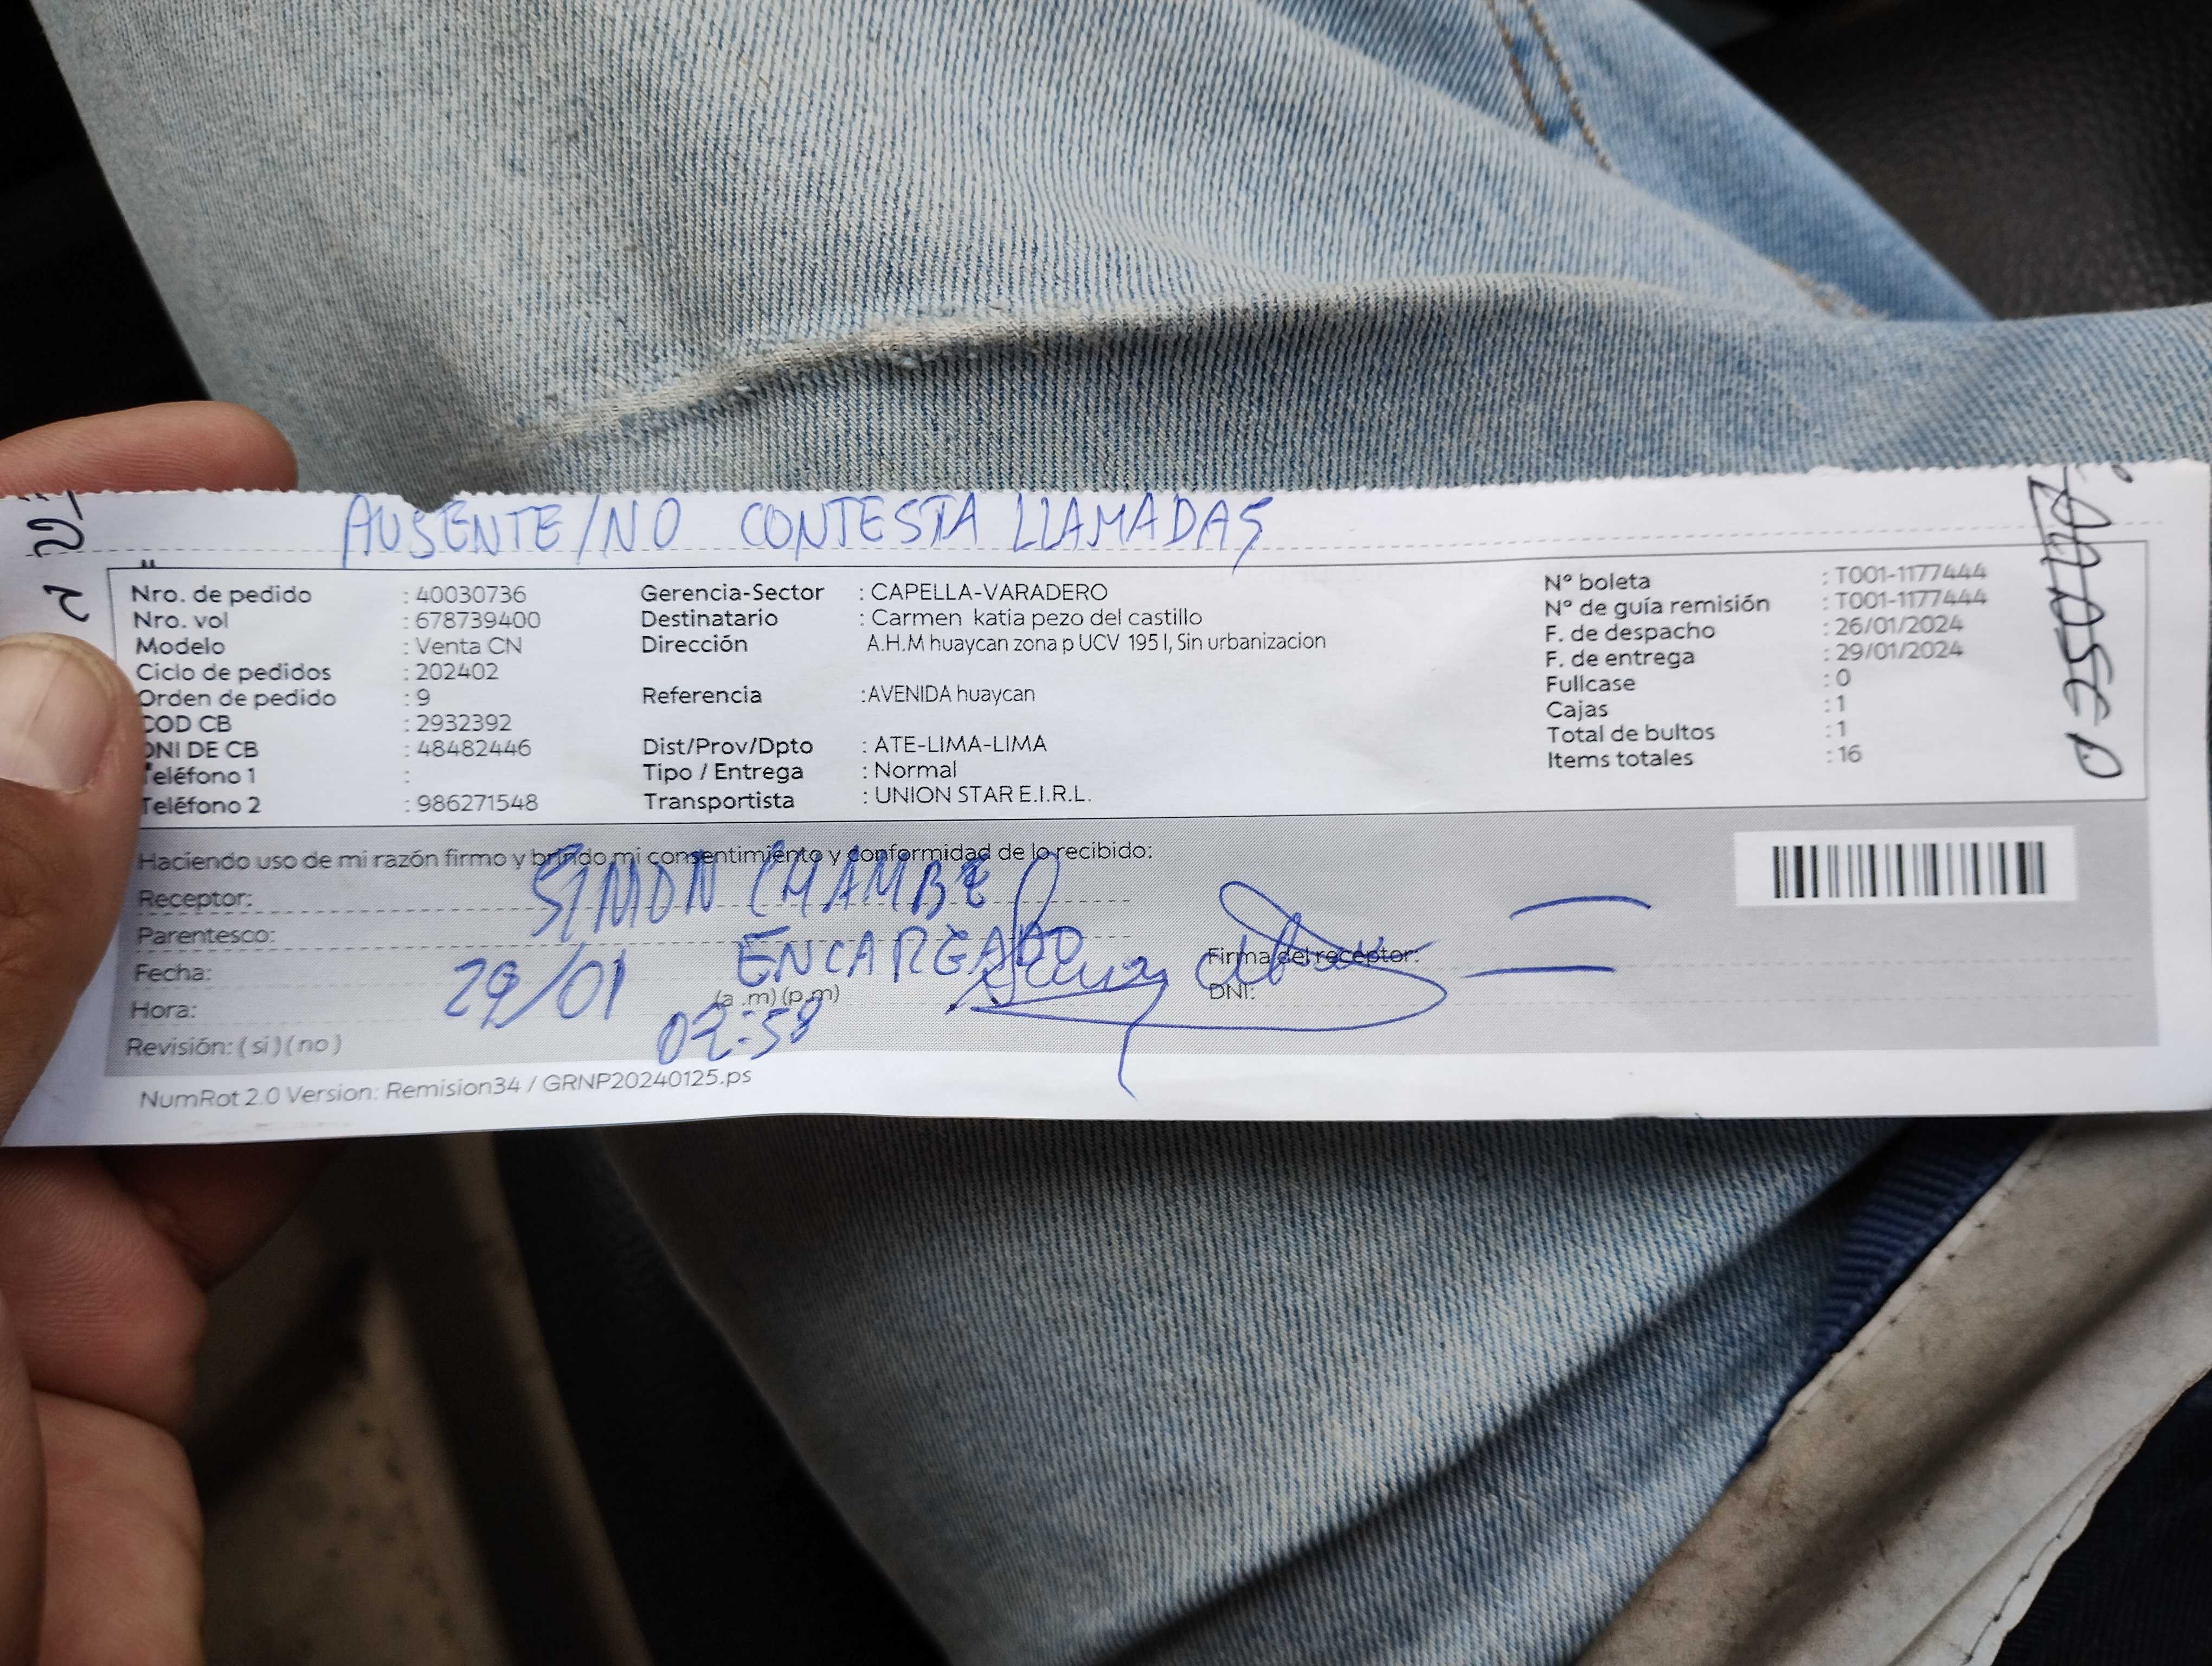 AUSENTE/NO CONTESTA LLAMADAS
Nro. de pedido : 40030736 Gerencia-Sector : CAPELLA-VARADERO N° boleta : T001-1177444
Nro. vol : 678739400 Destinatario : Carmen katia pezo del castillo N° de guía remisión : T001-1177444
Modelo : Venta CN Dirección A.H.M huaycan zona p UCV 195 I, Sin urbanizacion F. de despacho : 26/01/2024
Ciclo de pedidos : 202402 F. de entrega : 29/01/2024
Orden de pedido : 9 Referencia :AVENIDA huaycan Fullcase : 0
COD CB : 2932392 Cajas : 1
DNI DE CB : 48482446 Dist/Prov/Dpto : ATE-LIMA-LIMA Total de bultos : 1
Teléfono 1 : Tipo / Entrega : Normal Items totales : 16
Teléfono 2 : 986271548 Transportista : UNION STAR E.I.R.L.
Haciendo uso de mi razón firmo y brindo mi consentimiento y conformidad de lo recibido:
Receptor: SIMON CHAMBE
Parentesco: ENCARGADO
Fecha: 29/01 Firma del receptor:
Hora: (a .m) (p.m) 02:58 DNI:
Revisión: ( si ) ( no )
NumRot 2.0 Version: Remision34 / GRNP20240125.ps